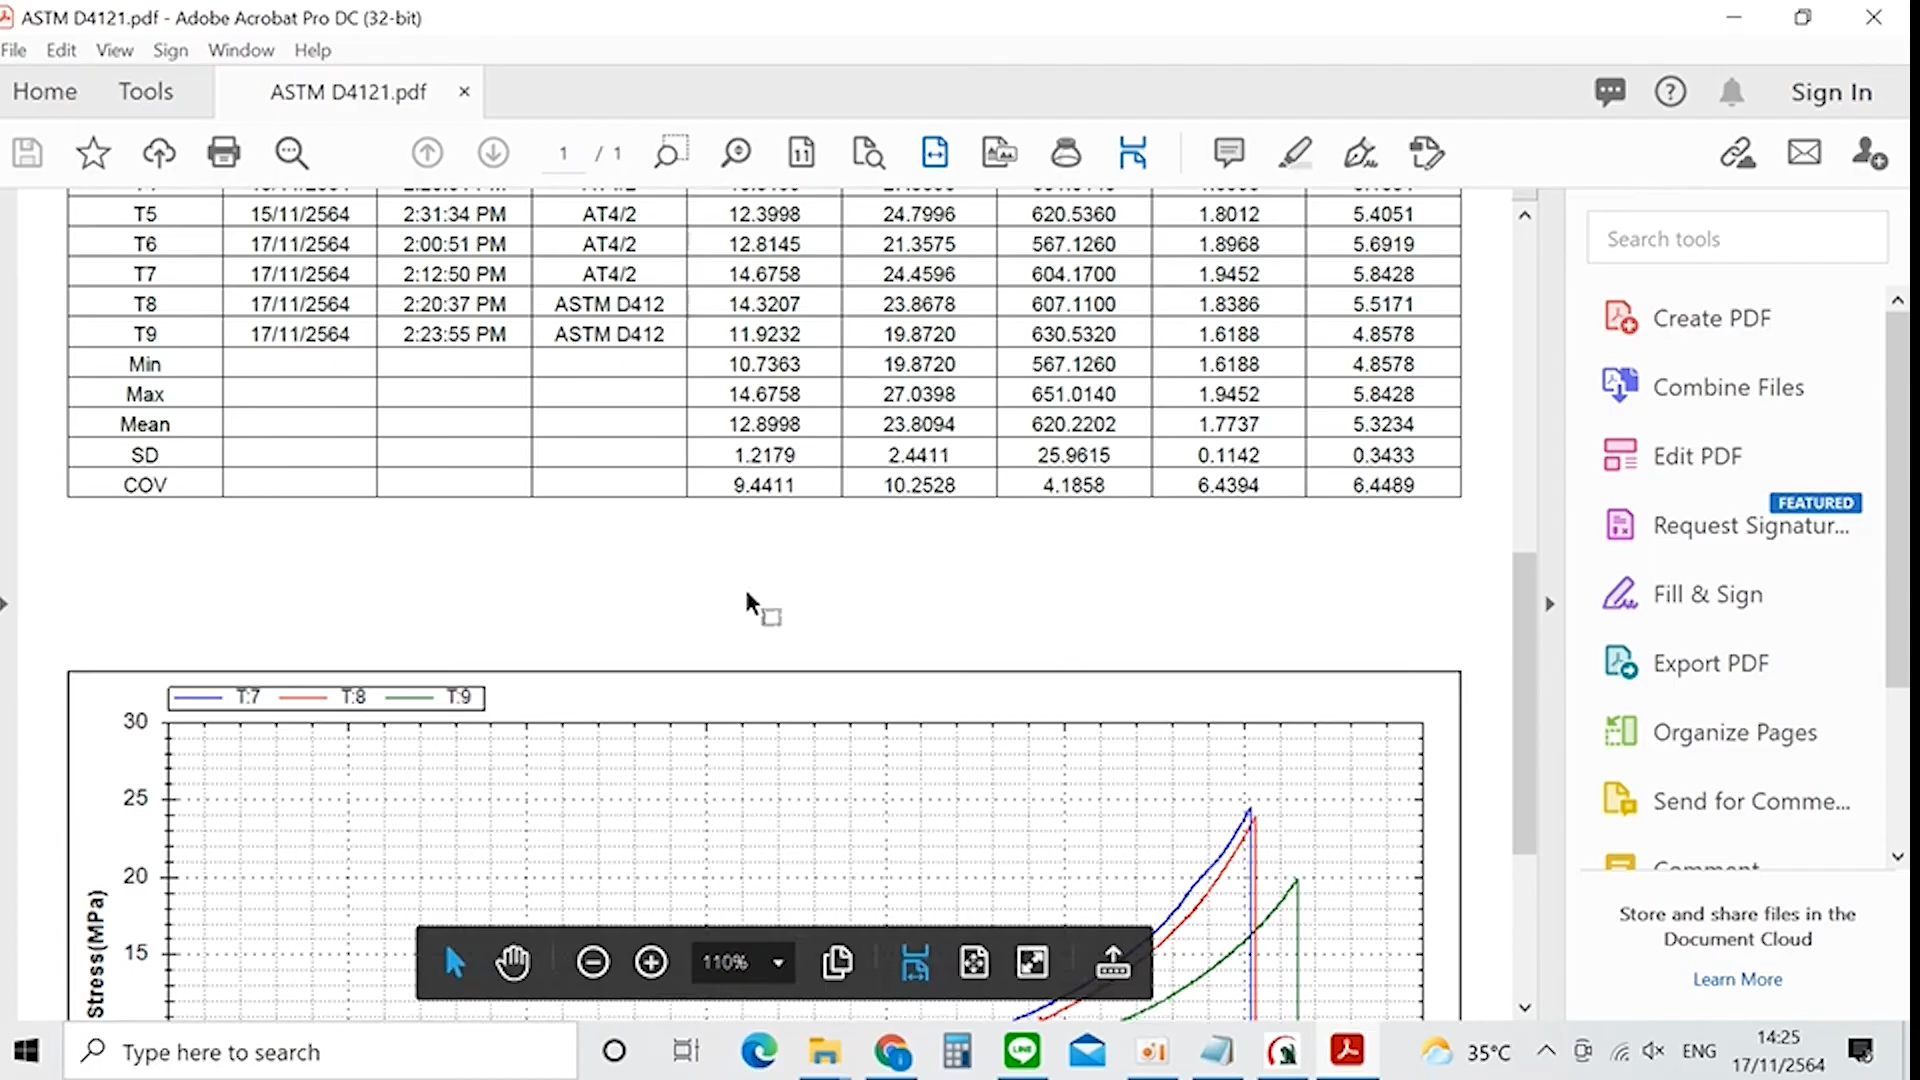 ASTM D4121.pdf - Adobe Acrobat Pro DC (32-bit)
File Edit View Sign Window Help
Home Tools ASTM D4121.pdf × Sign In
1 / 1
T5 15/11/2564 2:31:34 PM AT4/2 12.3998 24.7996 620.5360 1.8012 5.4051
T6 17/11/2564 2:00:51 PM AT4/2 12.8145 21.3575 567.1260 1.8968 5.6919
T7 17/11/2564 2:12:50 PM AT4/2 14.6758 24.4596 604.1700 1.9452 5.8428
T8 17/11/2564 2:20:37 PM ASTM D412 14.3207 23.8678 607.1100 1.8386 5.5171
T9 17/11/2564 2:23:55 PM ASTM D412 11.9232 19.8720 630.5320 1.6188 4.8578
Min 10.7363 19.8720 567.1260 1.6188 4.8578
Max 14.6758 27.0398 651.0140 1.9452 5.8428
Mean 12.8998 23.8094 620.2202 1.7737 5.3234
SD 1.2179 2.4411 25.9615 0.1142 0.3433
COV 9.4411 10.2528 4.1858 6.4394 6.4489
T:7 T:8 T:9
30
25
20
15
Stress(MPa)
110%
Search tools
Create PDF
Combine Files
Edit PDF
FEATURED
Request Signatur...
Fill & Sign
Export PDF
Organize Pages
Send for Comme...
Comment
Store and share files in the
Document Cloud
Learn More
Type here to search
LINE
35°C ENG
14:25
17/11/2564